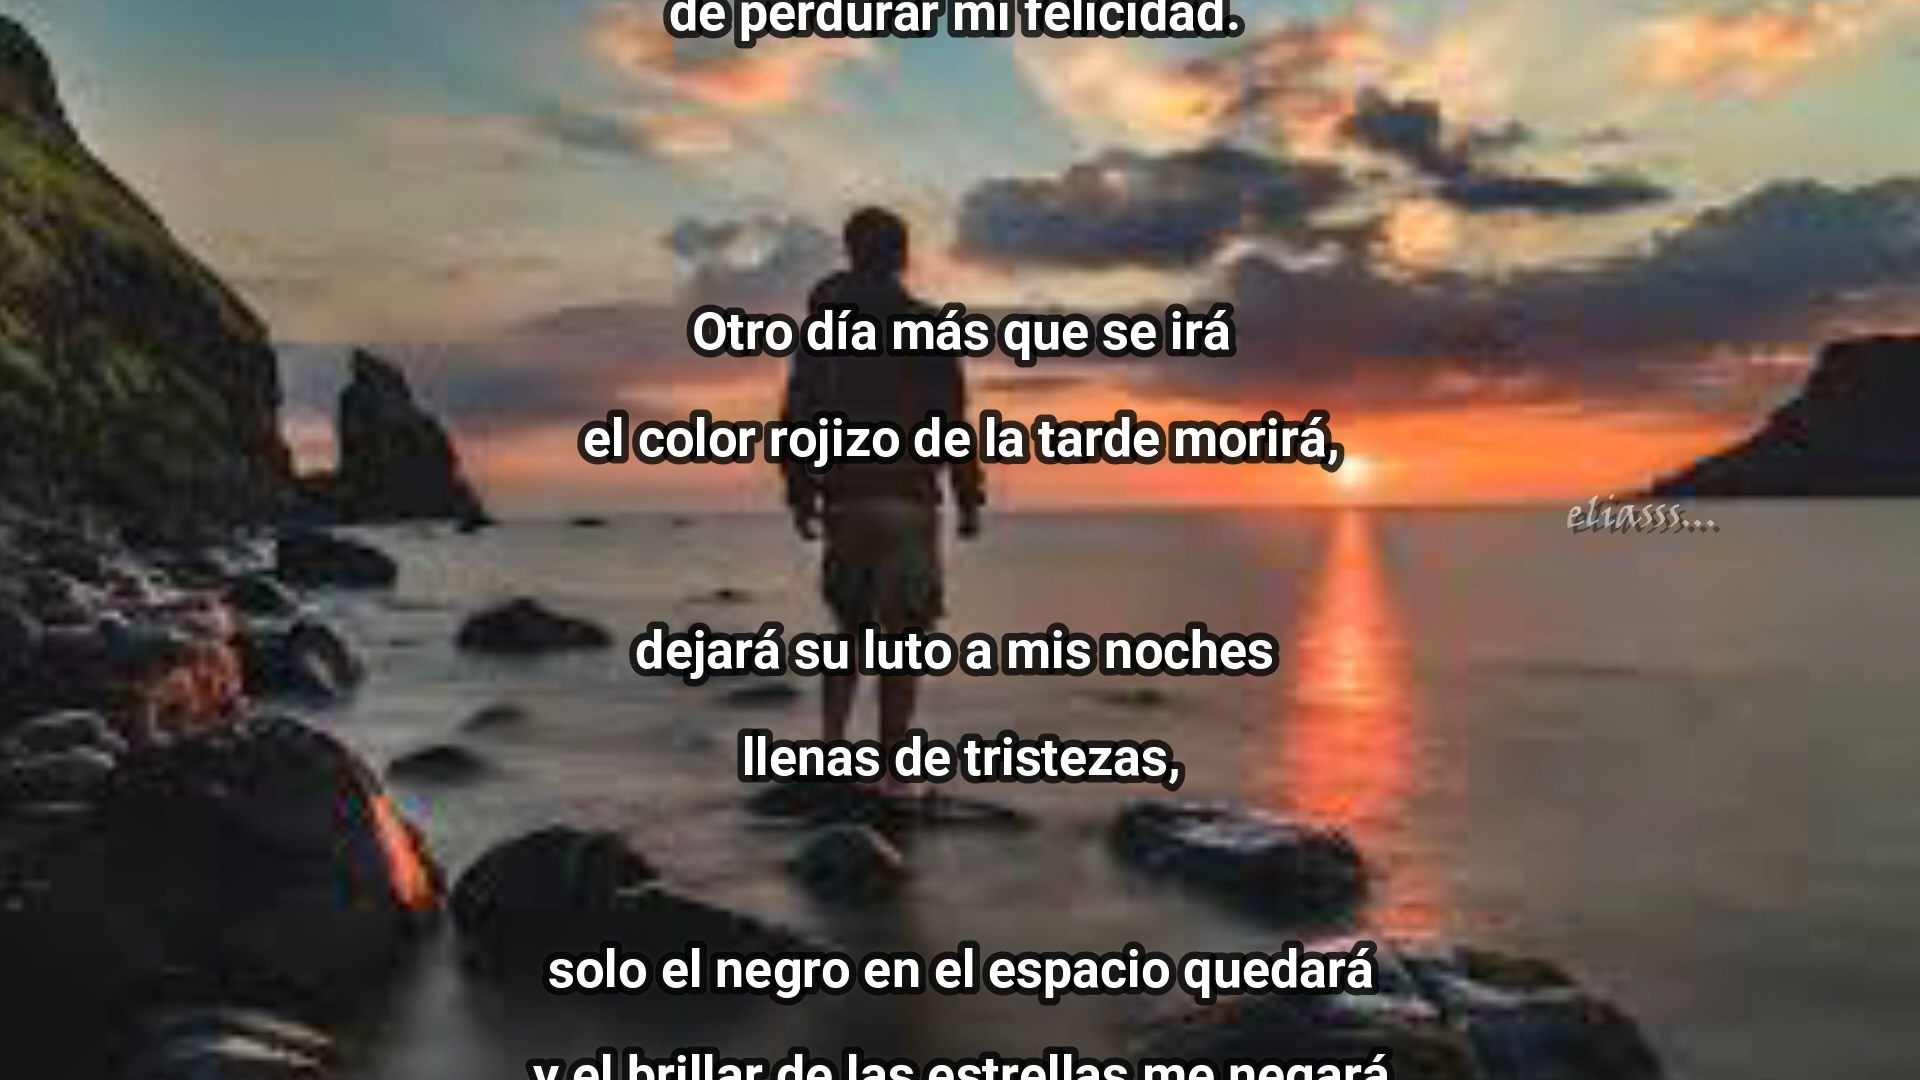 de perdurar mi felicidad.
Otro día más que se irá
el color rojizo de la tarde morirá,
eliasss...
dejará su luto a mis noches
llenas de tristezas,
solo el negro en el espacio quedará
y el brillar de las estrellas me negará